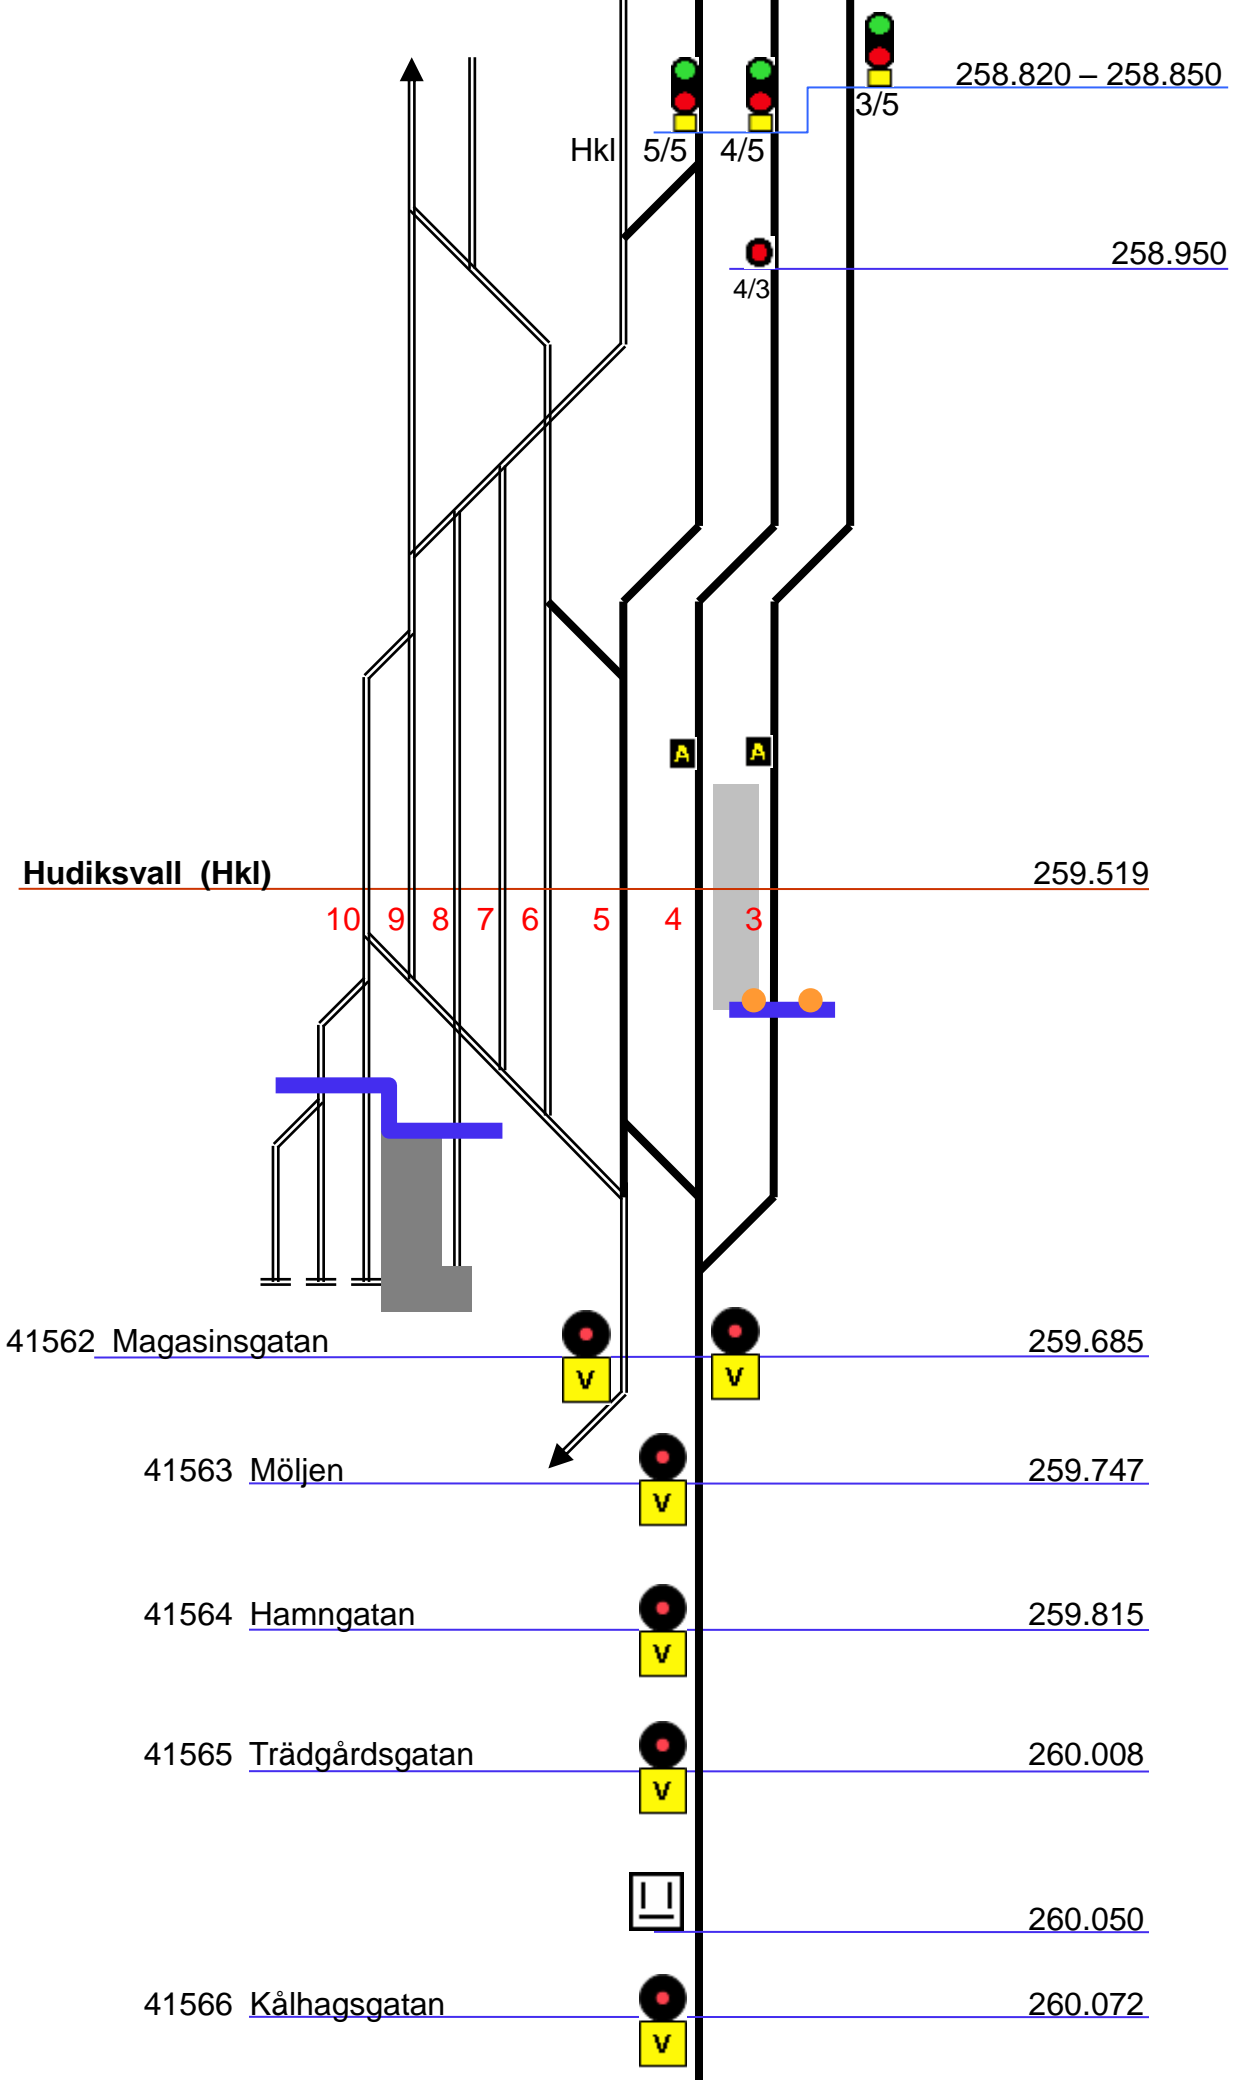 258.820 – 258.850
3/5
Hkl 5/5 4/5
258.950
4/3
A A
Hudiksvall (Hkl) 259.519
10 9 8 7 6 5 4 3
41562 Magasinsgatan 259.685
V V
41563 Möljen 259.747
V
41564 Hamngatan 259.815
V
41565 Trädgårdsgatan 260.008
V
260.050
41566 Kålhagsgatan 260.072
V